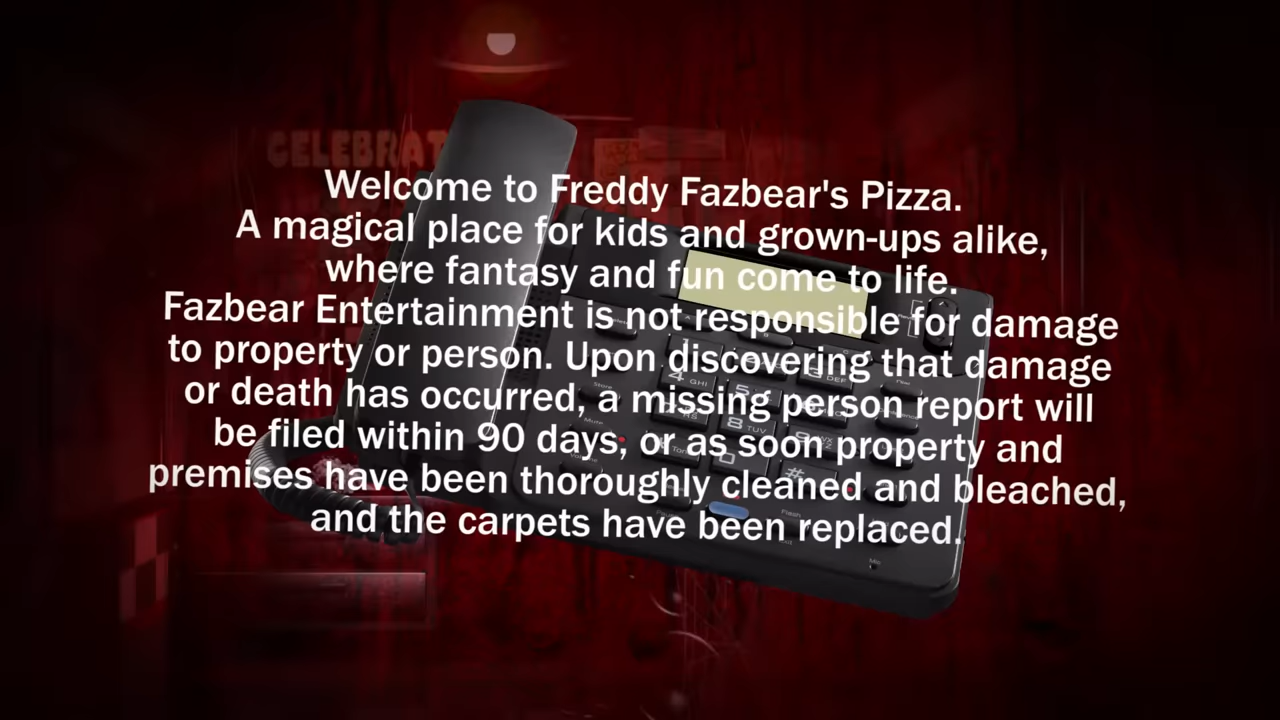 CELEBRAT
Welcome to Freddy Fazbear's Pizza.
A magical place for kids and grown-ups alike,
where fantasy and fun come to life.
Fazbear Entertainment is not responsible for damage
to property or person. Upon discovering that damage
or death has occurred, a missing person report will
be filed within 90 days, or as soon property and
premises have been thoroughly cleaned and bleached,
and the carpets have been replaced.